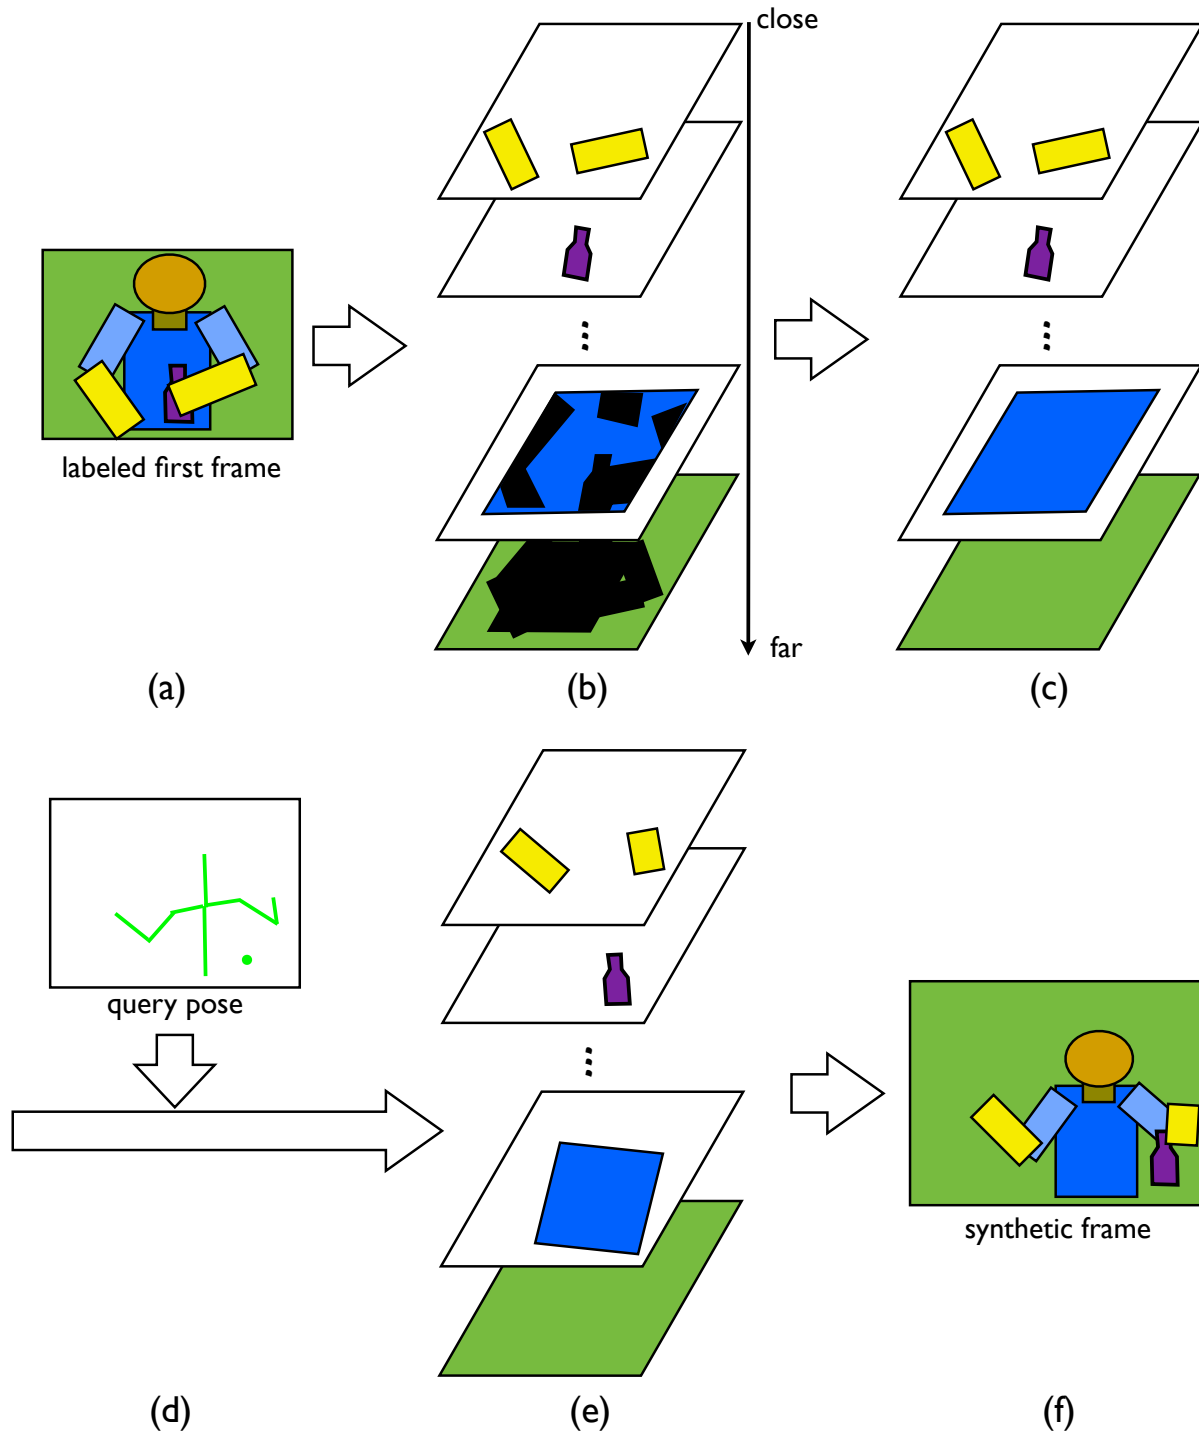 close
labeled first frame
far
(a)
(b)
(c)
query pose
synthetic frame
(d)
(e)
(f)